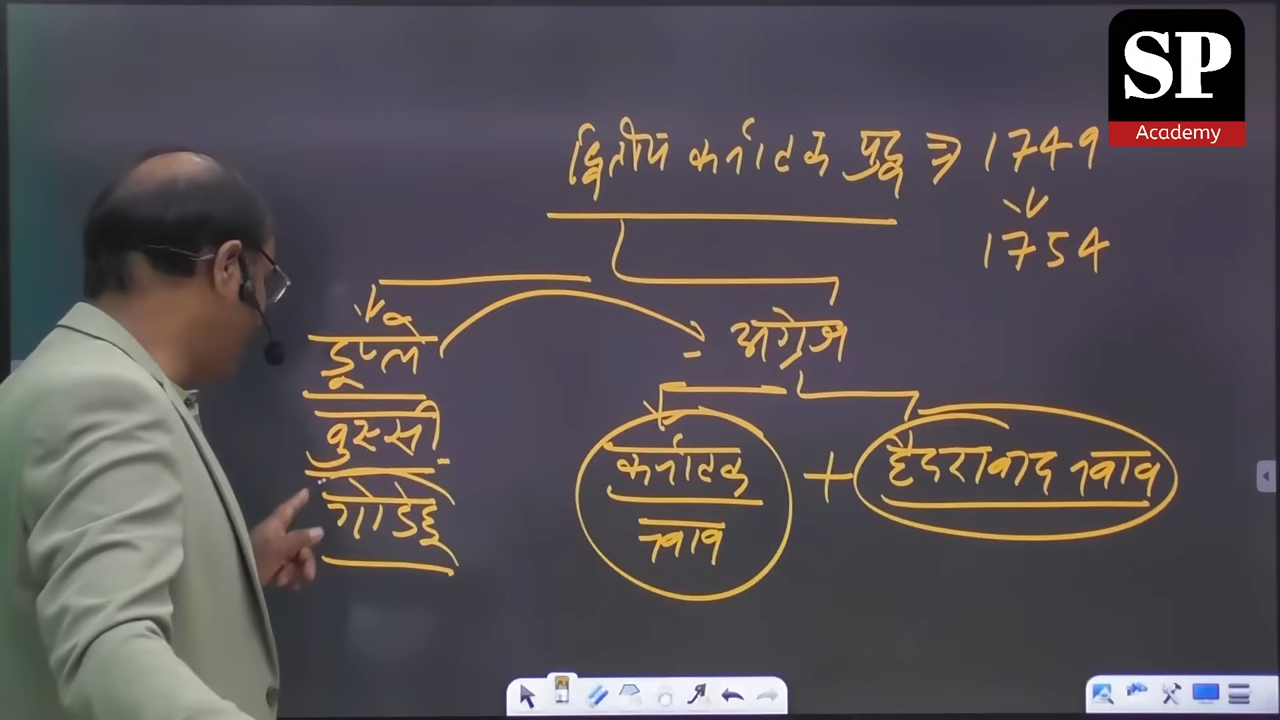 SP
Academy
द्वितीय कर्नाटक युद्ध ⇒ 1749
1754
डूप्ले
अंग्रेज
बुस्सी
गोडेहू
कर्नाटक
नवाब
+
हैदराबाद नवाब